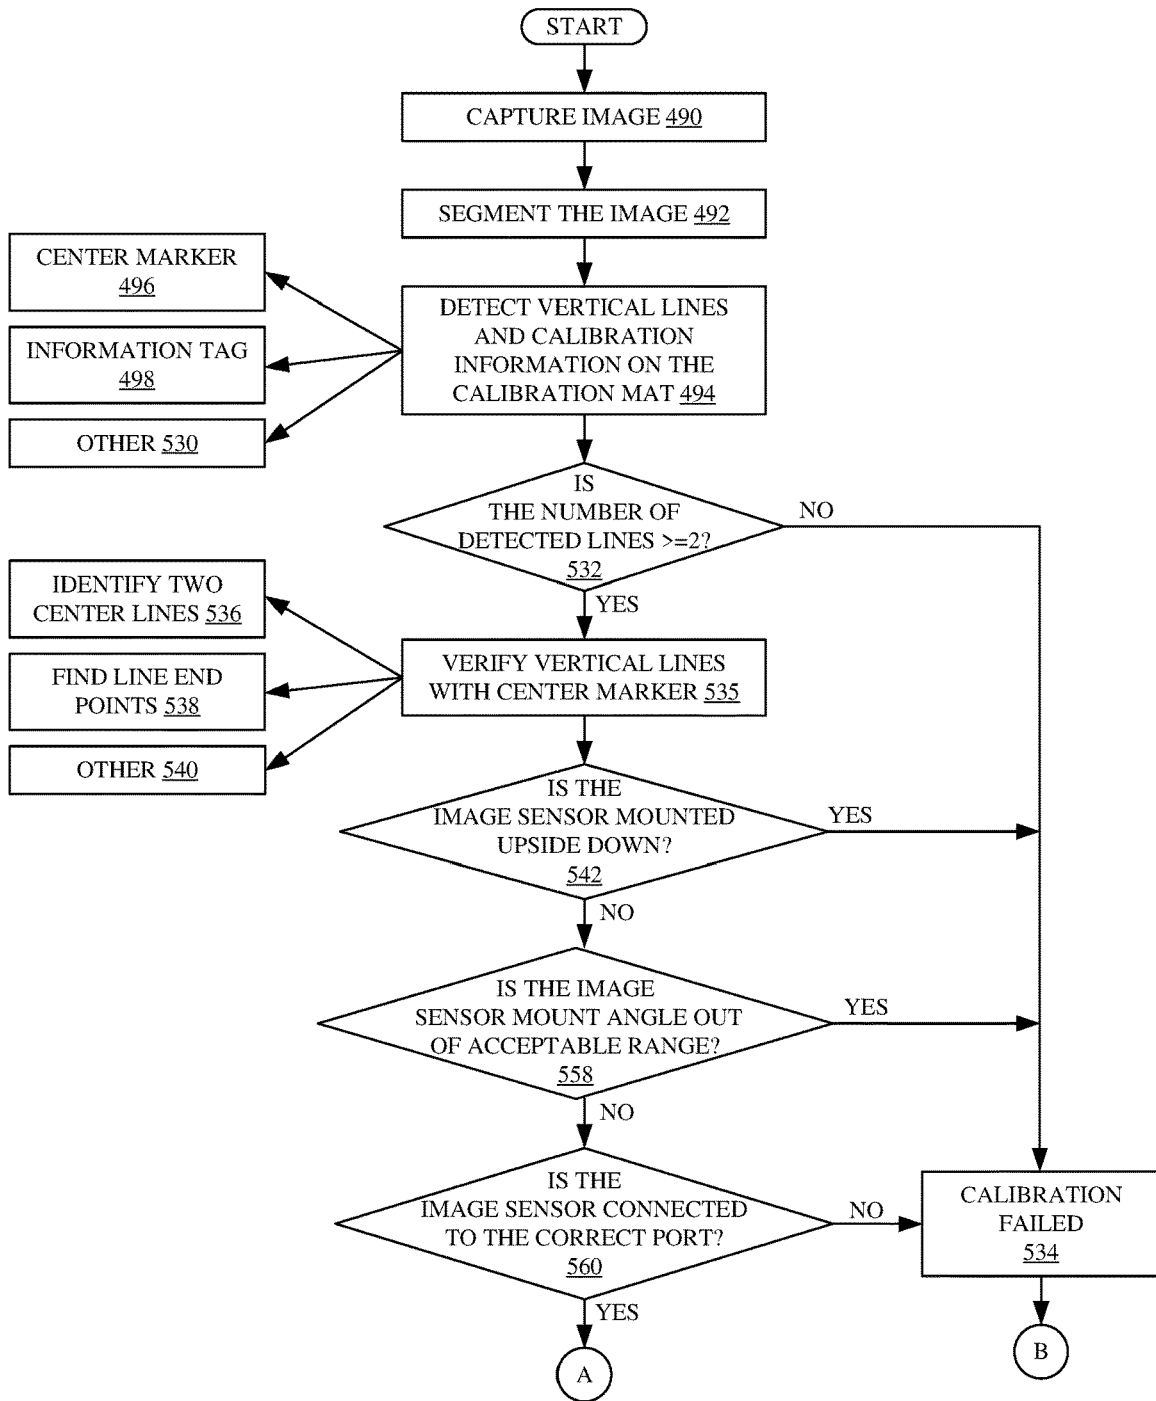 START
CAPTURE IMAGE 490
SEGMENT THE IMAGE 492
CENTER MARKER
496
INFORMATION TAG
498
OTHER 530
DETECT VERTICAL LINES
AND CALIBRATION
INFORMATION ON THE
CALIBRATION MAT 494
IS
THE NUMBER OF
DETECTED LINES >=2?
532
NO
YES
IDENTIFY TWO
CENTER LINES 536
FIND LINE END
POINTS 538
OTHER 540
VERIFY VERTICAL LINES
WITH CENTER MARKER 535
IS THE
IMAGE SENSOR MOUNTED
UPSIDE DOWN?
542
YES
NO
IS THE IMAGE
SENSOR MOUNT ANGLE OUT
OF ACCEPTABLE RANGE?
558
YES
NO
IS THE
IMAGE SENSOR CONNECTED
TO THE CORRECT PORT?
560
NO
YES
CALIBRATION
FAILED
534
A
B